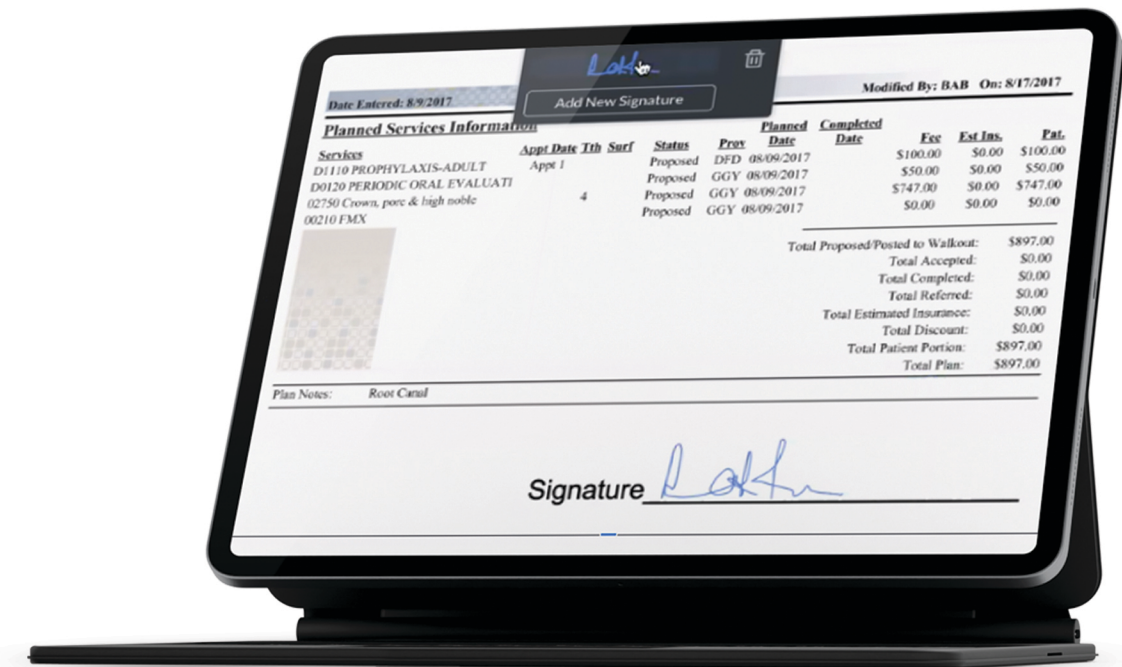 Add New Signature
Date Entered: 8/9/2017 Modified By: BAB On: 8/17/2017
Planned Services Information
Services Appt Date Tth Surf Status Prov Planned Date Completed Date Fee Est Ins. Pat.
D1110 PROPHYLAXIS-ADULT Appt 1 Proposed DFD 08/09/2017 $100.00 $0.00 $100.00
D0120 PERIODIC ORAL EVALUATI Proposed GGY 08/09/2017 $50.00 $0.00 $50.00
02750 Crown, porc & high noble 4 Proposed GGY 08/09/2017 $747.00 $0.00 $747.00
00210 FMX Proposed GGY 08/09/2017 $0.00 $0.00 $0.00
Total Proposed/Posted to Walkout: $897.00
Total Accepted: $0.00
Total Completed: $0.00
Total Referred: $0.00
Total Estimated Insurance: $0.00
Total Discount: $0.00
Total Patient Portion: $897.00
Total Plan: $897.00
Plan Notes: Root Canal
Signature